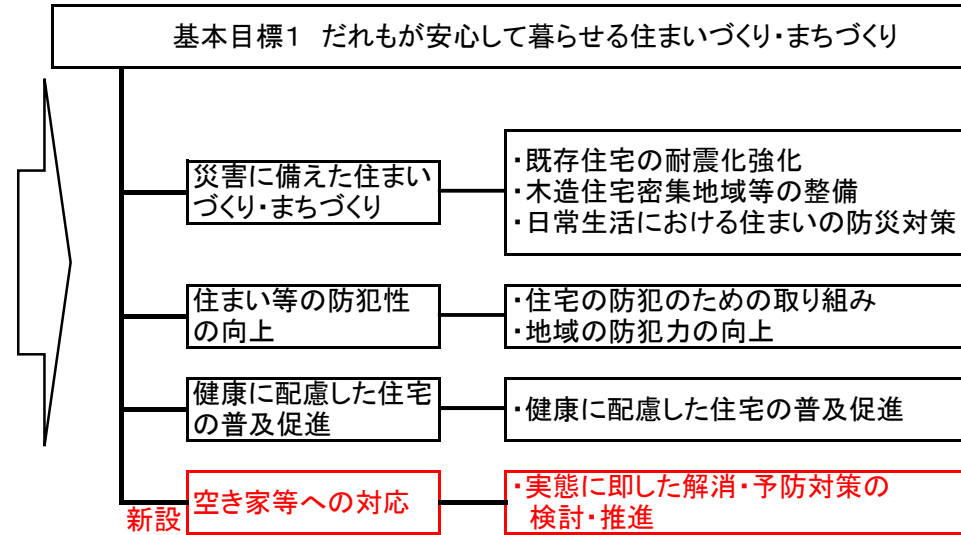 基本目標1　だれもが安心して暮らせる住まいづくり・まちづくり
災害に備えた住まい
づくり・まちづくり
・既存住宅の耐震化強化
・木造住宅密集地域等の整備
・日常生活における住まいの防災対策
住まい等の防犯性
の向上
・住宅の防犯のための取り組み
・地域の防犯力の向上
健康に配慮した住宅
の普及促進
・健康に配慮した住宅の普及促進
新設
空き家等への対応
・実態に即した解消・予防対策の
検討・推進